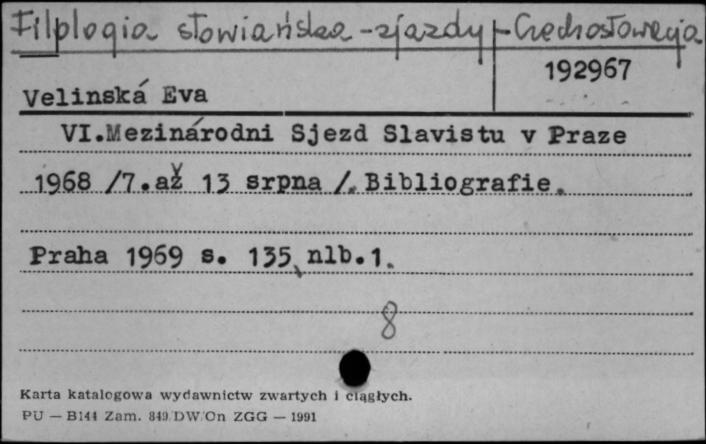 Filologia słowiańska - zjazdy - Czechosłowacja
192967
Velinská Eva
VI.Mezinárodni Sjezd Slavistu v Praze
1968 /7.až 13 srpna /. Bibliografie.
Praha 1969 s. 135, nlb.1.
8
Karta katalogowa wydawnictw zwartych i ciągłych.
PU — B144 Zam. 849/DW/On ZGG — 1991